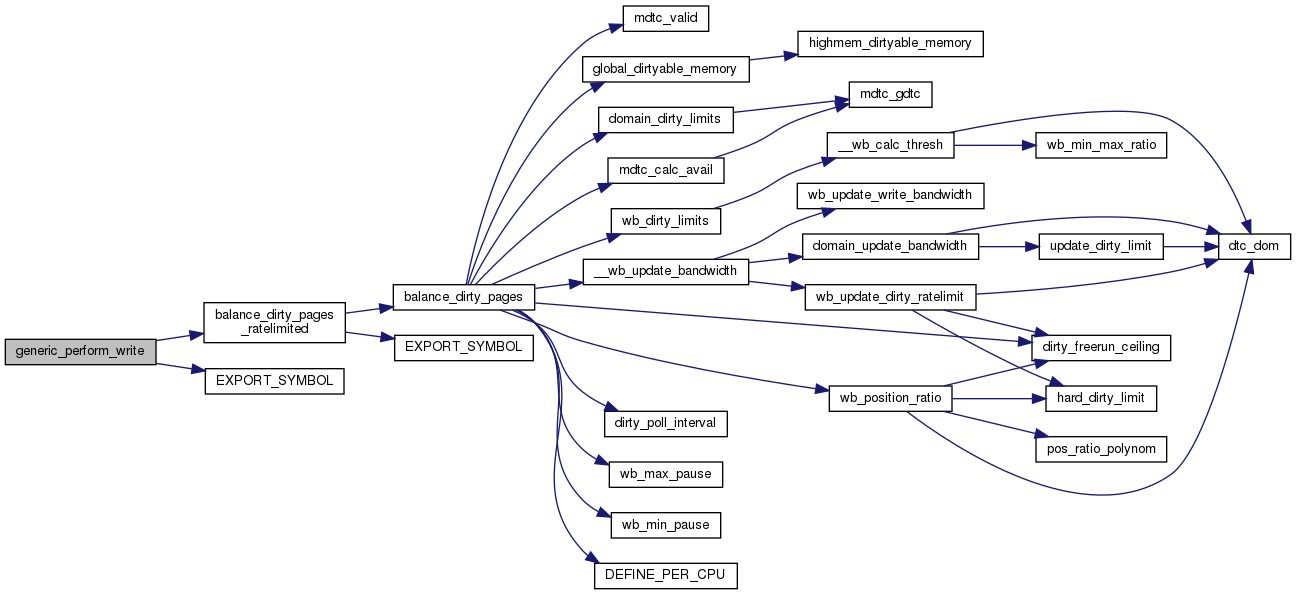 mdtc_valid
highmem_dirtyable_memory
global_dirtyable_memory
mdtc_gdtc
domain_dirty_limits
__wb_calc_thresh
wb_min_max_ratio
mdtc_calc_avail
wb_update_write_bandwidth
wb_dirty_limits
domain_update_bandwidth
update_dirty_limit
dtc_dom
__wb_update_bandwidth
balance_dirty_pages
wb_update_dirty_ratelimit
balance_dirty_pages
_ratelimited
generic_perform_write
EXPORT_SYMBOL
dirty_freerun_ceiling
EXPORT_SYMBOL
wb_position_ratio
hard_dirty_limit
dirty_poll_interval
pos_ratio_polynom
wb_max_pause
wb_min_pause
DEFINE_PER_CPU